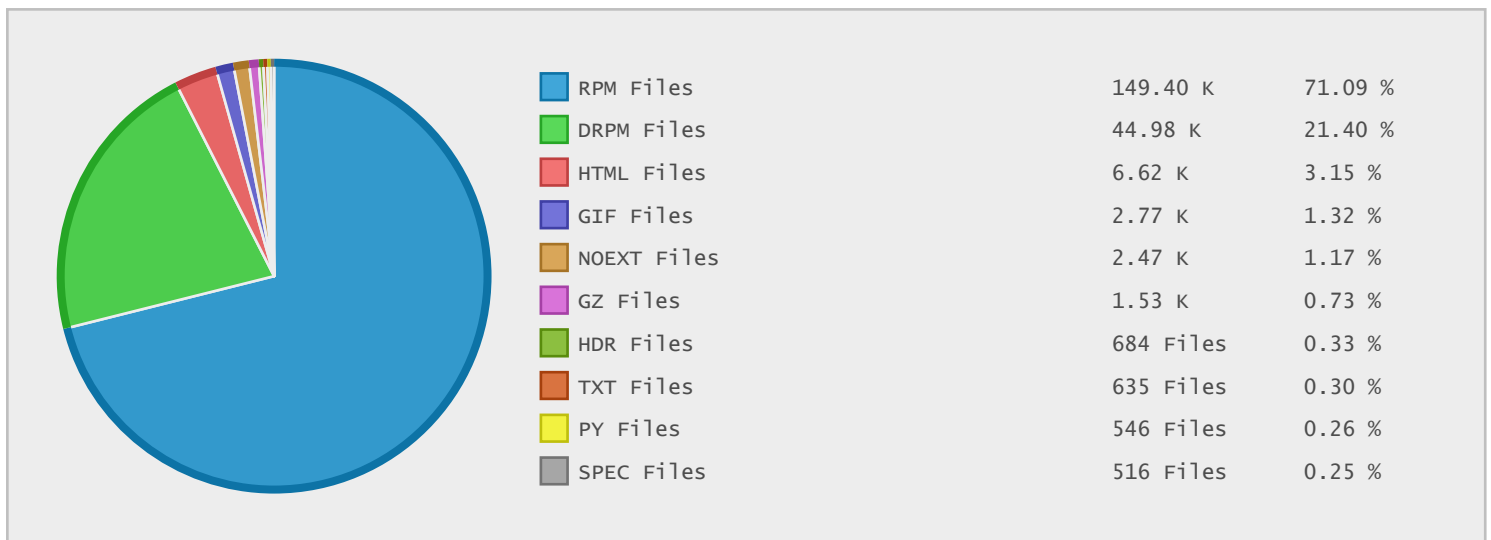 RPM Files 149.40 K 71.09 %
DRPM Files 44.98 K 21.40 %
HTML Files 6.62 K 3.15 %
GIF Files 2.77 K 1.32 %
NOEXT Files 2.47 K 1.17 %
GZ Files 1.53 K 0.73 %
HDR Files 684 Files 0.33 %
TXT Files 635 Files 0.30 %
PY Files 546 Files 0.26 %
SPEC Files 516 Files 0.25 %